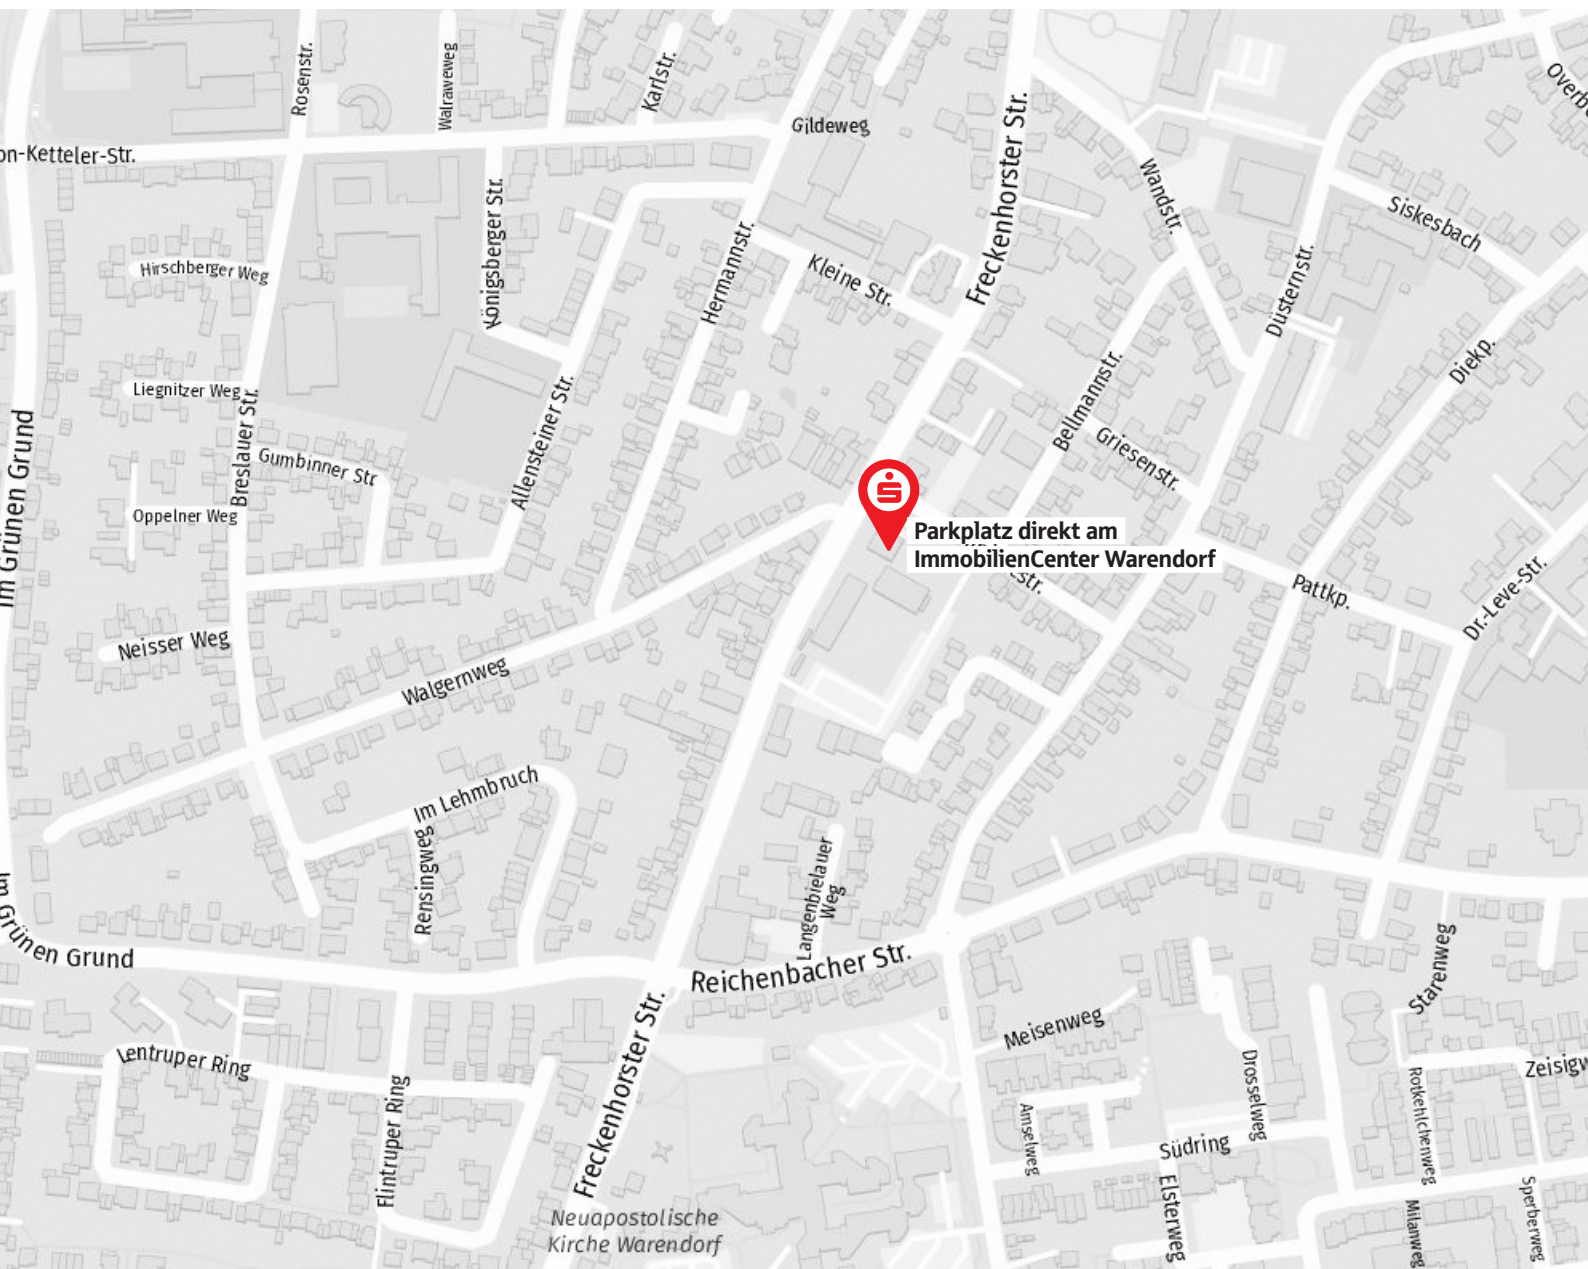 Rosenstr.
Walraweweg
Karlstr.
Gildeweg
Freckenhorster Str.
Wandstr.
Siskesbach
on-Ketteler-Str.
Königsberger Str.
Hermannstr.
Kleine Str.
Düsternstr.
Diekp.
Hirschberger Weg
Liegnitzer Weg
Breslauer Str.
Gumbinner Str
Allensteiner Str.
Bellmannstr.
Griesenstr.
Im Grünen Grund
Oppelner Weg
Parkplatz direkt am
ImmobilienCenter Warendorf
Pattkp.
Dr.-Leve-Str.
Neisser Weg
Walgernweg
Im Lehmbruch
Rensingweg
Langenbielauer
Weg
Im Grünen Grund
Reichenbacher Str.
Starenweg
Freckenhorster Str.
Meisenweg
Lentruper Ring
Flintruper Ring
Amselweg
Drosselweg
Rotkehlchenweg
Zeisigw
Südring
Elsterweg
Milanweg
Sperberweg
Neuapostolische
Kirche Warendorf